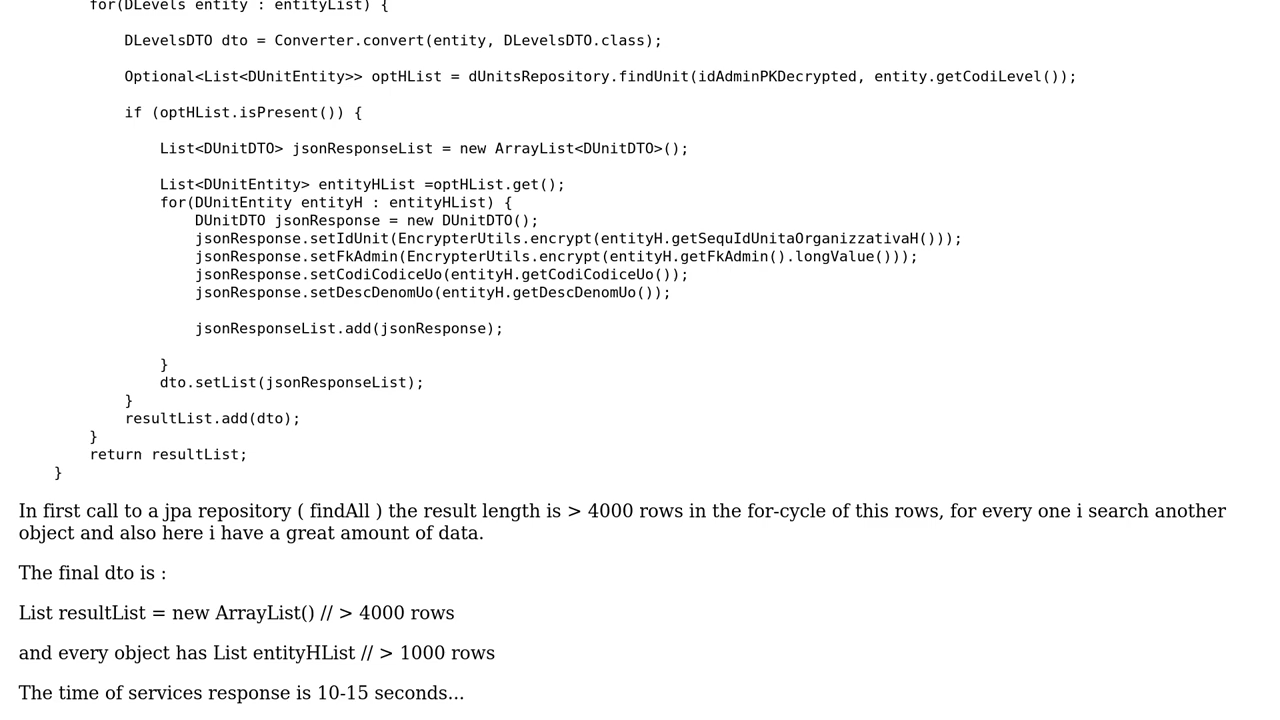 for(DLevels entity : entityList) {
DLevelsDTO dto = Converter.convert(entity, DLevelsDTO.class);
Optional<List<DUnitEntity>> optHList = dUnitsRepository.findUnit(idAdminPKDecrypted, entity.getCodiLevel());
if (optHList.isPresent()) {
List<DUnitDTO> jsonResponseList = new ArrayList<DUnitDTO>();
List<DUnitEntity> entityHList =optHList.get();
for(DUnitEntity entityH : entityHList) {
DUnitDTO jsonResponse = new DUnitDTO();
jsonResponse.setIdUnit(EncrypterUtils.encrypt(entityH.getSequIdUnitaOrganizzativaH()));
jsonResponse.setFkAdmin(EncrypterUtils.encrypt(entityH.getFkAdmin().longValue()));
jsonResponse.setCodiCodiceUo(entityH.getCodiCodiceUo());
jsonResponse.setDescDenomUo(entityH.getDescDenomUo());
jsonResponseList.add(jsonResponse);
}
dto.setList(jsonResponseList);
}
resultList.add(dto);
}
return resultList;
}
In first call to a jpa repository ( findAll ) the result length is > 4000 rows in the for-cycle of this rows, for every one i search another
object and also here i have a great amount of data.
The final dto is :
List resultList = new ArrayList() // > 4000 rows
and every object has List entityHList // > 1000 rows
The time of services response is 10-15 seconds...